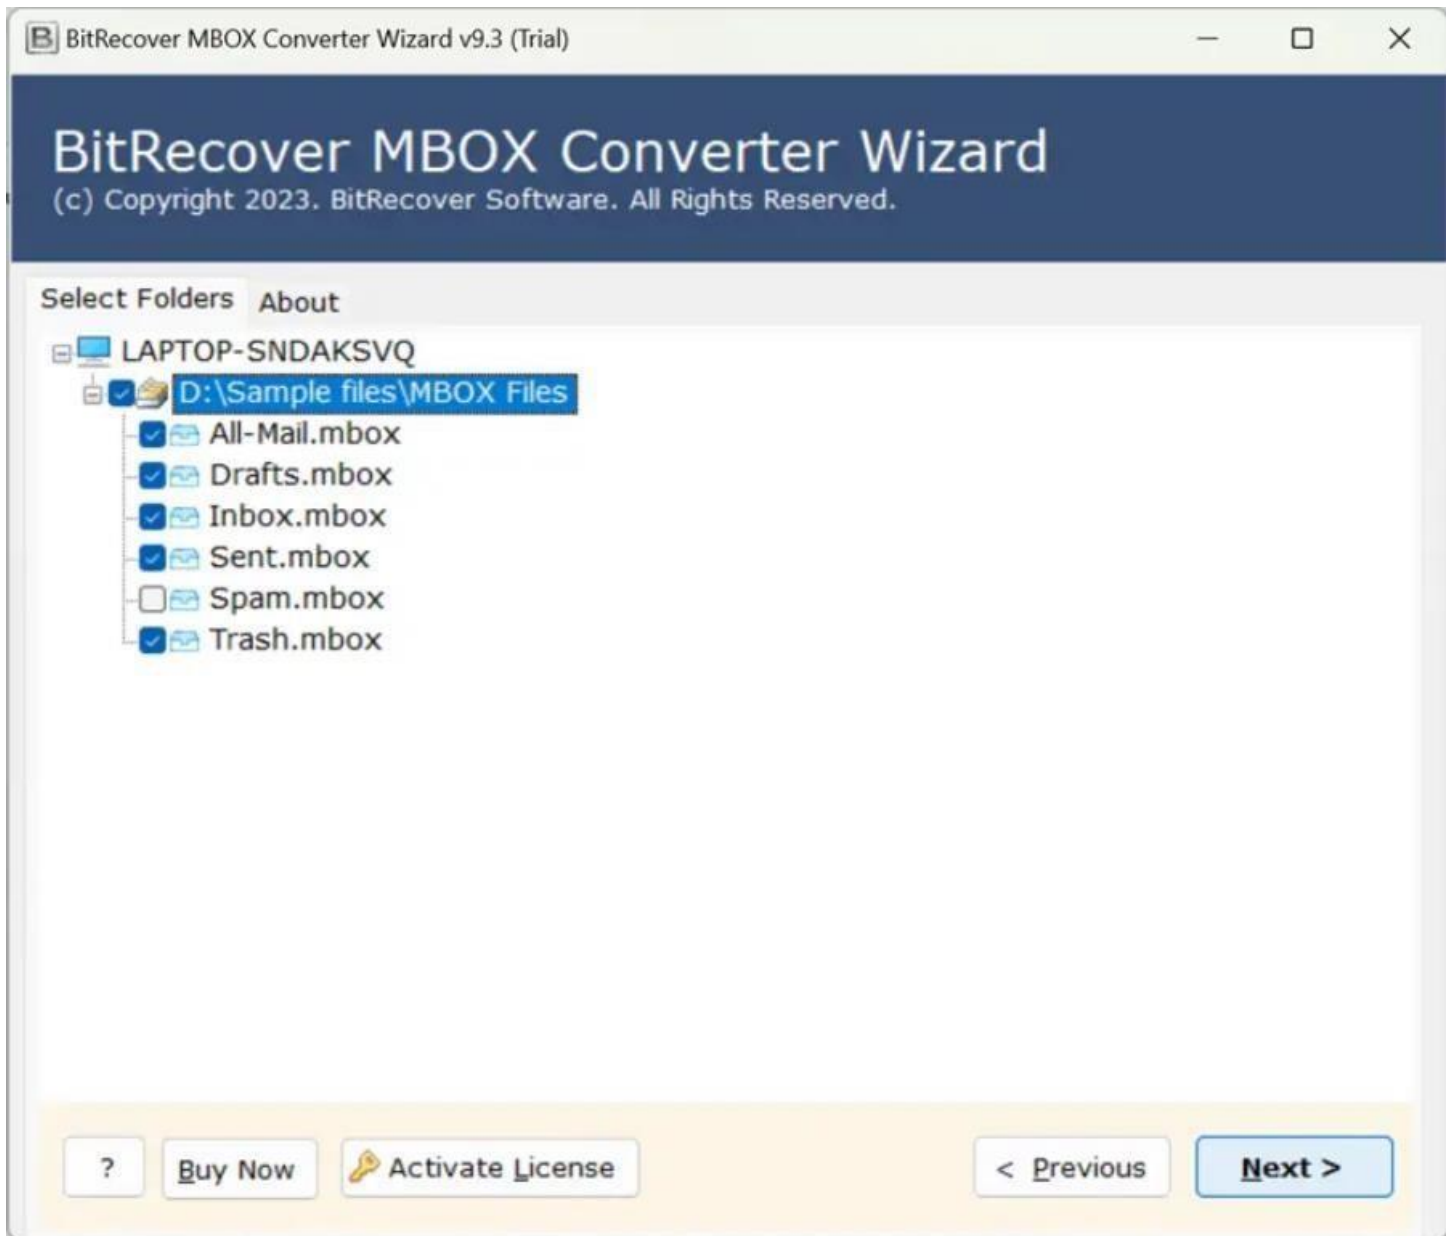 BitRecover MBOX Converter Wizard v9.3 (Trial)
BitRecover MBOX Converter Wizard
(c) Copyright 2023. BitRecover Software. All Rights Reserved.
Select Folders About
LAPTOP-SNDAKSVQ
D:\Sample files\MBOX Files
All-Mail.mbox
Drafts.mbox
Inbox.mbox
Sent.mbox
Spam.mbox
Trash.mbox
? Buy Now Activate License < Previous Next >